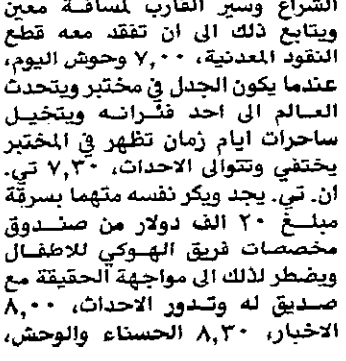 الشراع وسير القارب لمسافة معين
ويتابع ذلك الى ان تفقد معه قطع
النقود المعدنية، ٧,٠٠ وحوش اليوم،
عندما يكون الجدل في مختبر ويتحدث
العالم الى احد فئرانه ويتخيل
ساحرات ايام زمان تظهر في المختبر
يختفي وتتوالى الاحداث، ٧,٣٠ تي.
ان. تي. يجد ويكر نفسه متهما بسرقة
مبلغ ٢٠ الف دولار من صندوق
مخصصات فريق الهوكي للاطفال
ويضطر لذلك الى مواجهة الحقيقة مع
صديق له وتدور الاحداث، ٨,٠٠
الاخبار، ٨,٣٠ الحسناء والوحش،